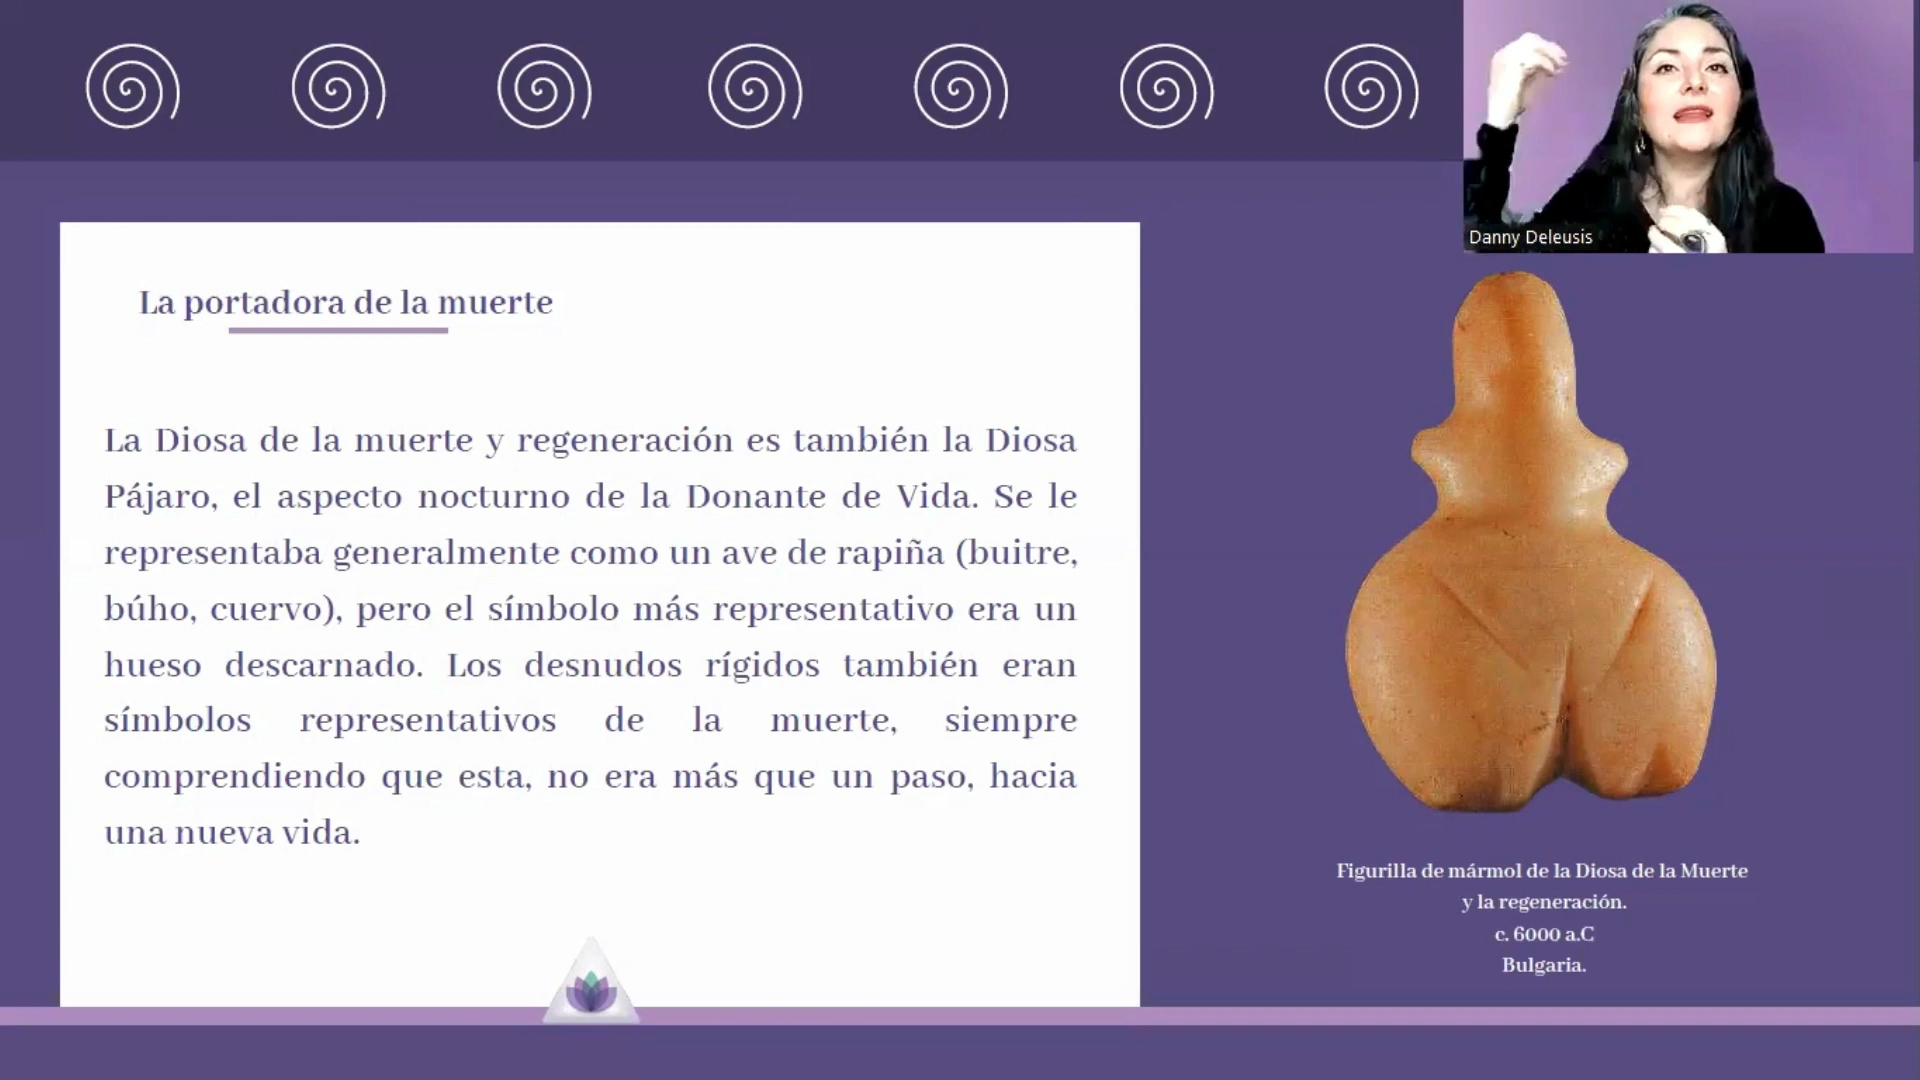 Danny Deleusis
La portadora de la muerte
La Diosa de la muerte y regeneración es también la Diosa
Pájaro, el aspecto nocturno de la Donante de Vida. Se le
representaba generalmente como un ave de rapiña (buitre,
búho, cuervo), pero el símbolo más representativo era un
hueso descarnado. Los desnudos rígidos también eran
símbolos representativos de la muerte, siempre
comprendiendo que esta, no era más que un paso, hacia
una nueva vida.
Figurilla de mármol de la Diosa de la Muerte
y la regeneración.
c. 6000 a.C
Bulgaria.